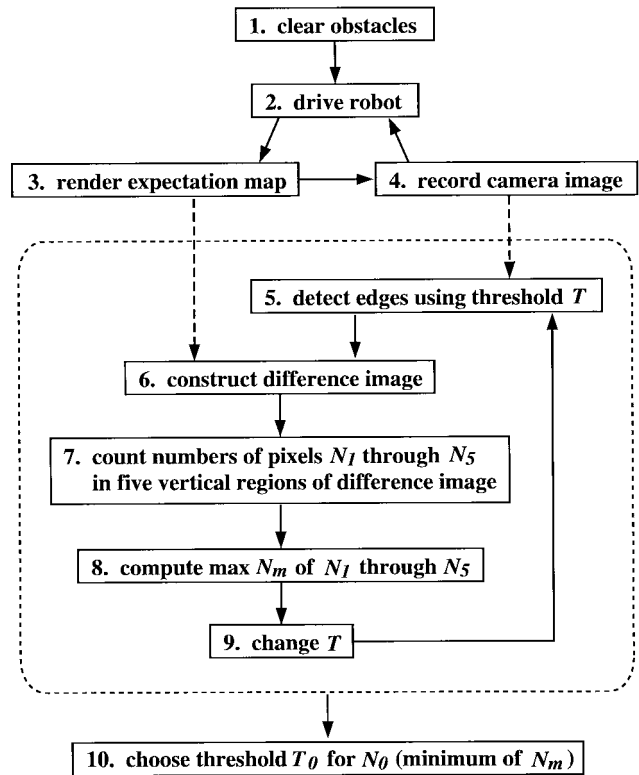 1. clear obstacles
2. drive robot
3. render expectation map
4. record camera image
5. detect edges using threshold T
6. construct difference image
7. count numbers of pixels N1 through N5
in five vertical regions of difference image
8. compute max Nm of N1 through N5
9. change T
10. choose threshold T0 for N0 (minimum of Nm)